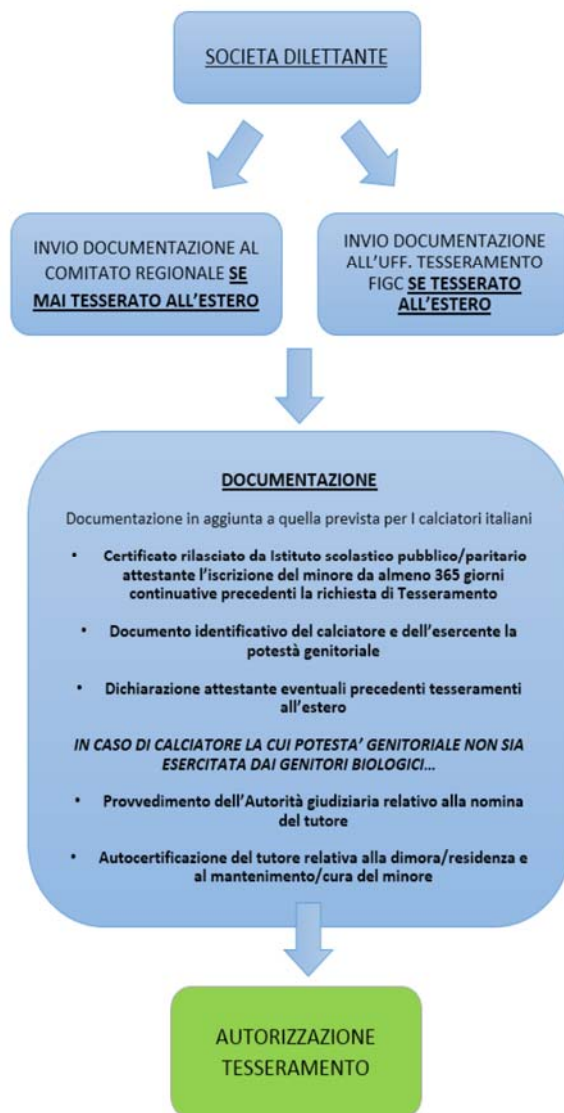 SOCIETA DILETTANTE
INVIO DOCUMENTAZIONE AL
COMITATO REGIONALE SE
MAI TESSERATO ALL'ESTERO
INVIO DOCUMENTAZIONE
ALL'UFF. TESSERAMENTO
FIGC SE TESSERATO
ALL'ESTERO
DOCUMENTAZIONE
Documentazione in aggiunta a quella prevista per I calciatori italiani
• Certificato rilasciato da Istituto scolastico pubblico/paritario
attestante l'iscrizione del minore da almeno 365 giorni
continuative precedenti la richiesta di Tesseramento
• Documento identificativo del calciatore e dell'esercente la
potestà genitoriale
• Dichiarazione attestante eventuali precedenti tesseramenti
all'estero
IN CASO DI CALCIATORE LA CUI POTESTA' GENITORIALE NON SIA
ESERCITATA DAI GENITORI BIOLOGICI...
• Provvedimento dell'Autorità giudiziaria relativo alla nomina
del tutore
• Autocertificazione del tutore relativa alla dimora/residenza e
al mantenimento/cura del minore
AUTORIZZAZIONE
TESSERAMENTO